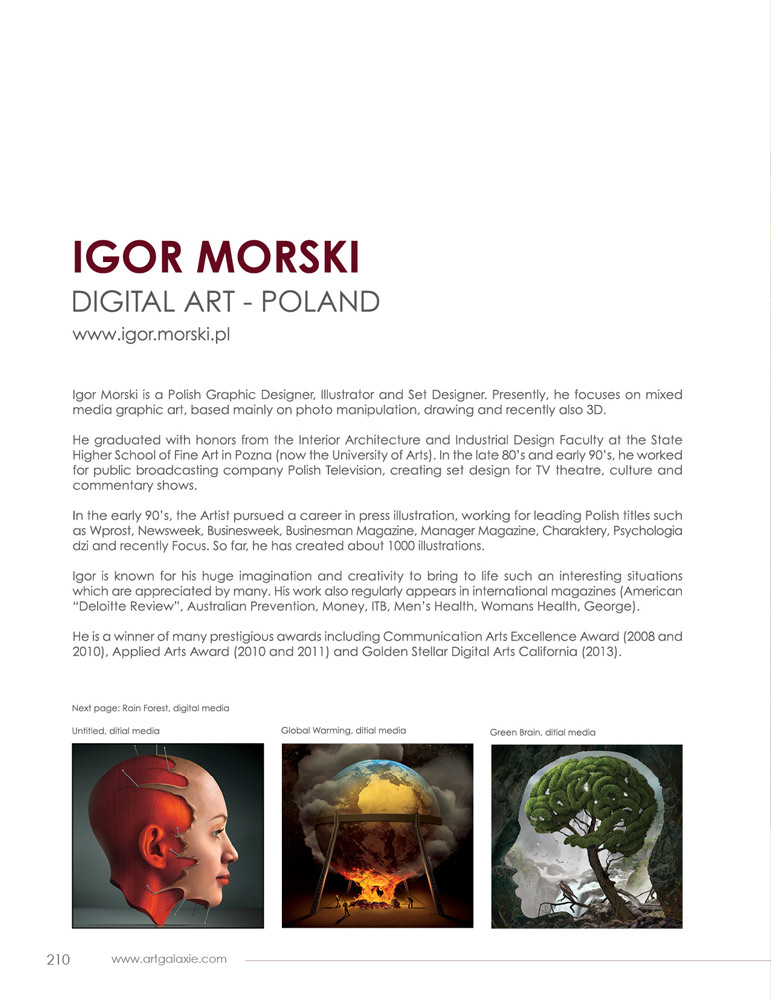 IGOR MORSKI
DIGITAL ART - POLAND
www.igor.morski.pl
Igor Morski is a Polish Graphic Designer, Illustrator and Set Designer. Presently, he focuses on mixed
media graphic art, based mainly on photo manipulation, drawing and recently also 3D.
He graduated with honors from the Interior Architecture and Industrial Design Faculty at the State
Higher School of Fine Art in Pozna (now the University of Arts). In the late 80's and early 90's, he worked
for public broadcasting company Polish Television, creating set design for TV theatre, culture and
commentary shows.
In the early 90's, the Artist pursued a career in press illustration, working for leading Polish titles such
as Wprost, Newsweek, Businesweek, Businesman Magazine, Manager Magazine, Charaktery, Psychologia
dzi and recently Focus. So far, he has created about 1000 illustrations.
Igor is known for his huge imagination and creativity to bring to life such an interesting situations
which are appreciated by many. His work also regularly appears in international magazines (American
“Deloitte Review”, Australian Prevention, Money, ITB, Men’s Health, Womans Health, George).
He is a winner of many prestigious awards including Communication Arts Excellence Award (2008 and
2010), Applied Arts Award (2010 and 2011) and Golden Stellar Digital Arts California (2013).
Next page: Rain Forest, digital media
Untitled, ditial media
Global Warming, ditial media
Green Brain, ditial media
210
www.artgalaxie.com